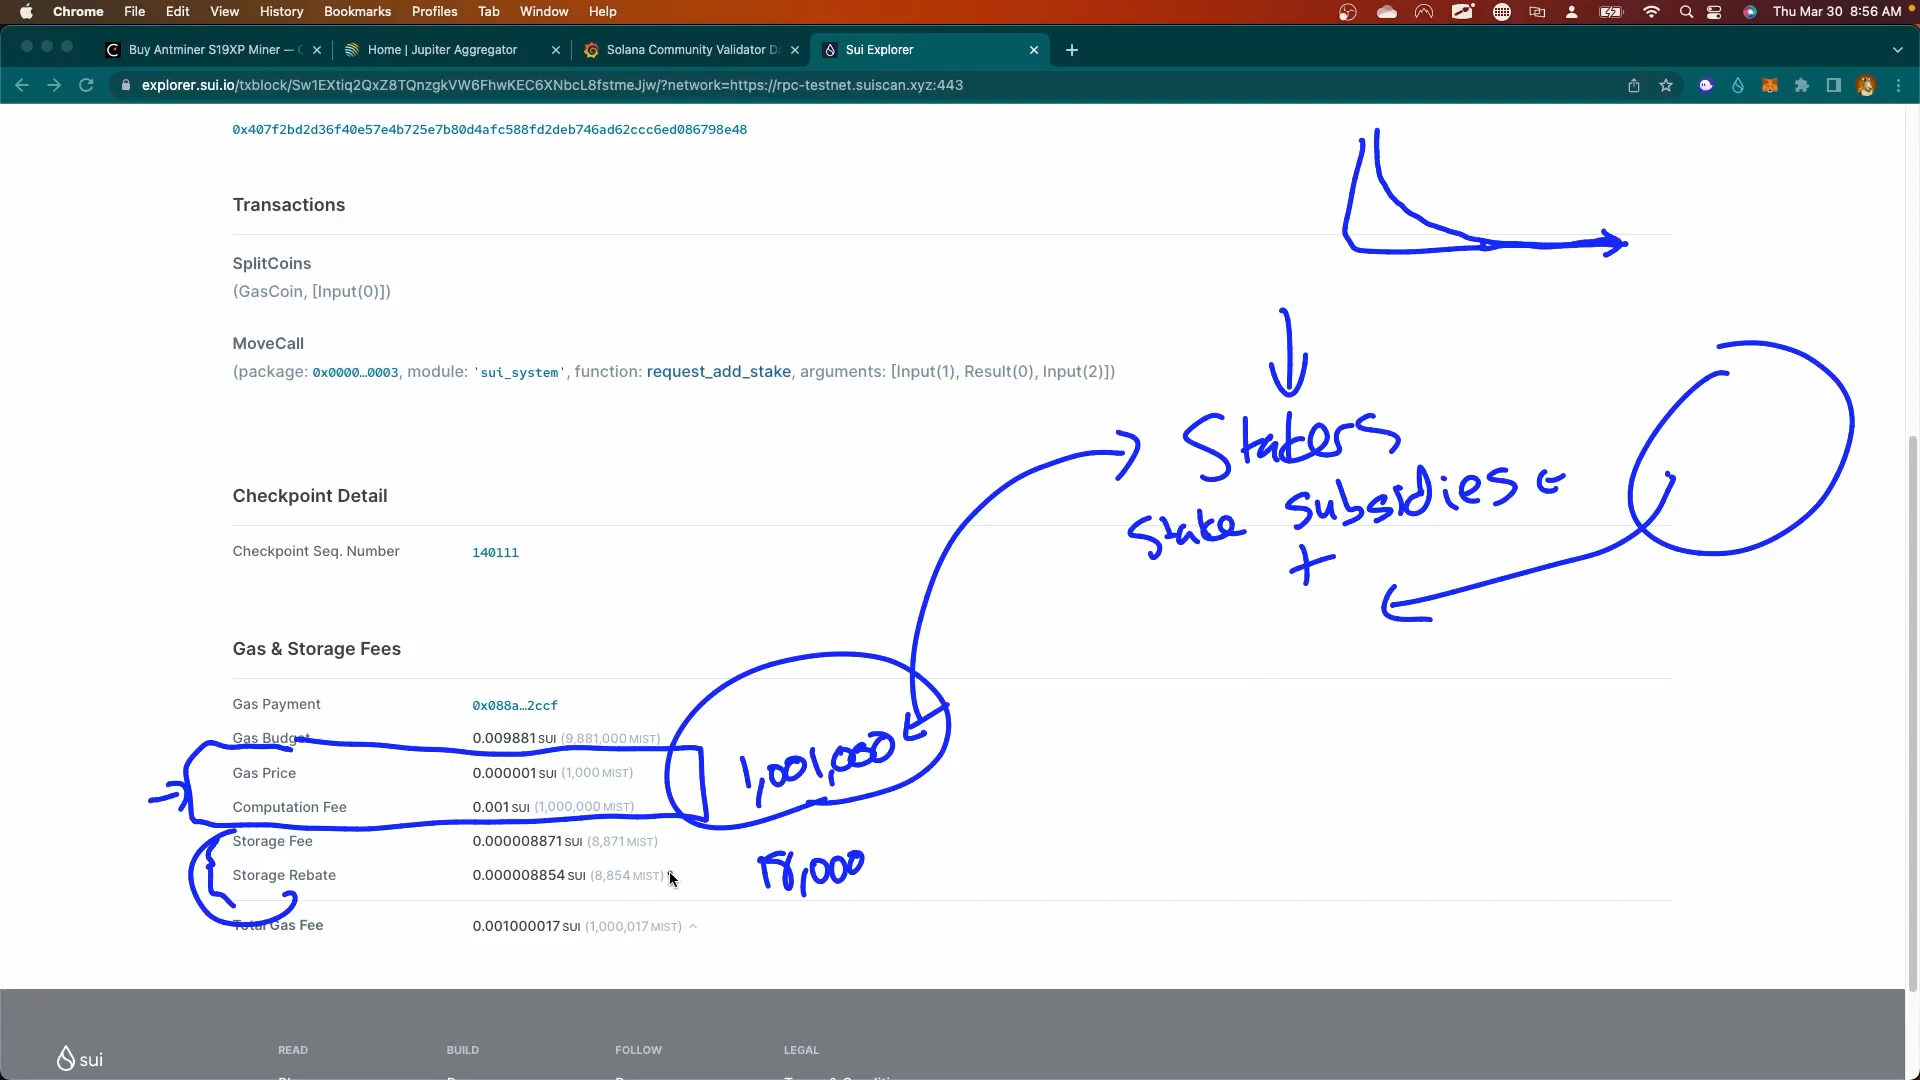 Chrome File Edit View History Bookmarks Profiles Tab Window Help Thu Mar 30 8:56 AM
Buy Antminer S19XP Miner — Home | Jupiter Aggregator Solana Community Validator Sui Explorer
explorer.sui.io/txblock/Sw1EXtiq2QxZ8TQnzgkVW6FhwKEC6XNbcL8fstmeJjw/?network=https://rpc-testnet.suiscan.xyz:443
0x407f2bd2d36f40e57e4b725e7b80d4afc588fd2deb746ad62ccc6ed086798e48
Transactions
SplitCoins
(GasCoin, [Input(0)])
MoveCall
(package: 0x0000…0003, module: 'sui_system', function: request_add_stake, arguments: [Input(1), Result(0), Input(2)])
Stakers
Stake subsidies
+
Checkpoint Detail
Checkpoint Seq. Number 140111
Gas & Storage Fees
Gas Payment 0x088a…2ccf
Gas Budget 0.009881 SUI (9,881,000 MIST)
Gas Price 0.000001 SUI (1,000 MIST)
1,001,000
Computation Fee 0.001 SUI (1,000,000 MIST)
Storage Fee 0.000008871 SUI (8,871 MIST)
Storage Rebate 0.000008854 SUI (8,854 MIST)
18,000
Total Gas Fee 0.001000017 SUI (1,000,017 MIST)
sui
READ BUILD FOLLOW LEGAL